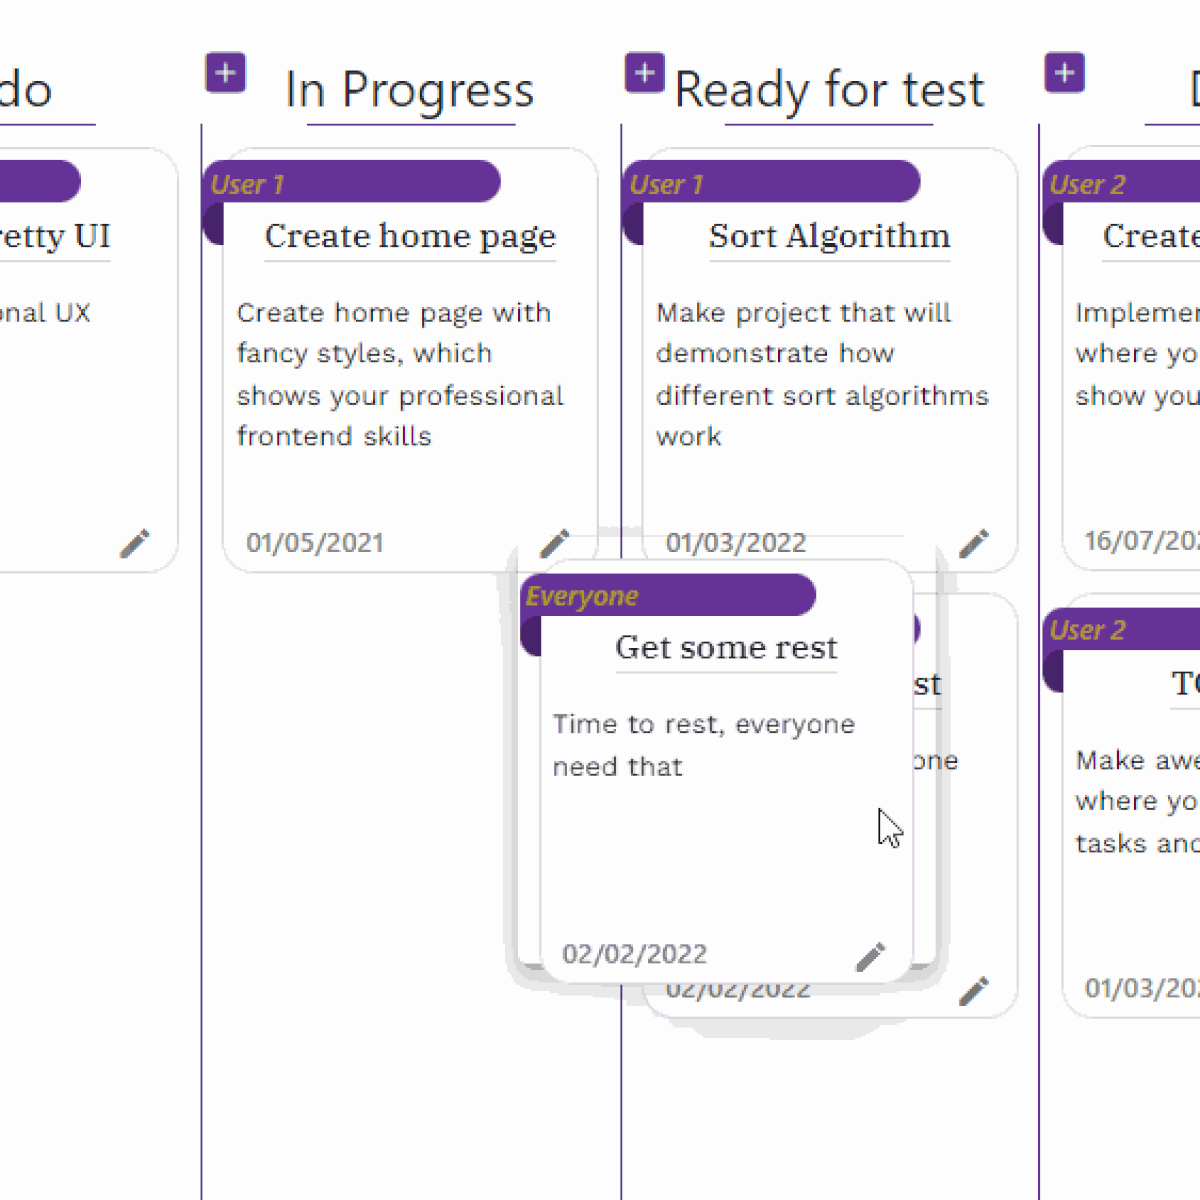 do
+
In Progress
+
Ready for test
+
retty UI
onal UX
User 1
Create home page
Create home page with
fancy styles, which
shows your professional
frontend skills
01/05/2021
User 1
Sort Algorithm
Make project that will
demonstrate how
different sort algorithms
work
01/03/2022
Everyone
Get some rest
Time to rest, everyone
need that
02/02/2022
st
one
02/02/2022
User 2
Create
Implemen
where yo
show you
16/07/202
User 2
TO
Make awe
where yo
tasks and
01/03/202